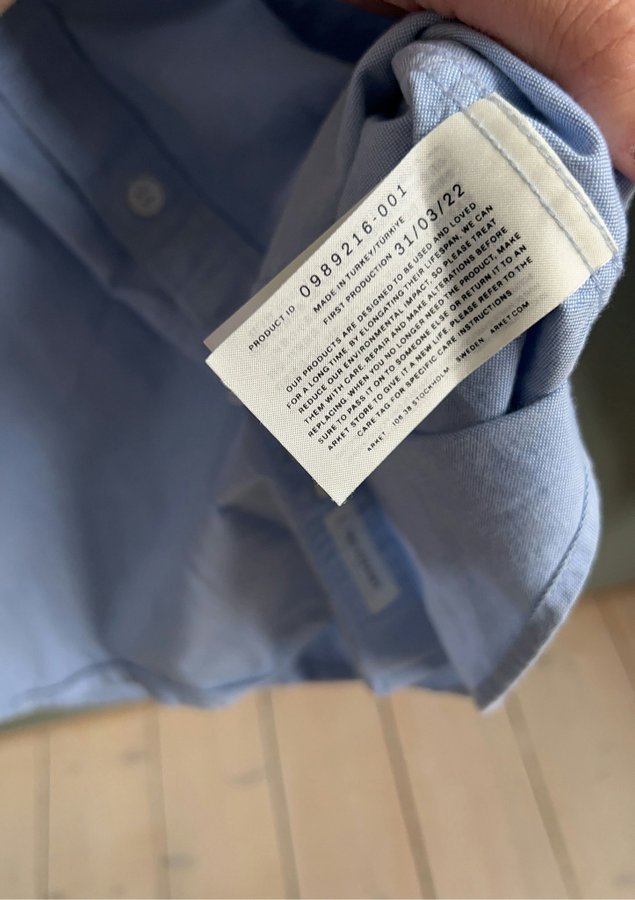 PRODUCT ID 0989216-001
MADE IN TURKEY/TÜRKIYE
FIRST PRODUCTION 31/03/22
OUR PRODUCTS ARE DESIGNED TO BE USED AND LOVED
FOR A LONG TIME. BY ELONGATING THEIR LIFESPAN, WE CAN
REDUCE OUR ENVIRONMENTAL IMPACT, SO PLEASE TREAT
THEM WITH CARE, REPAIR AND MAKE ALTERATIONS BEFORE
REPLACING. WHEN YOU NO LONGER NEED THE PRODUCT, MAKE
SURE TO PASS IT ON TO SOMEONE ELSE OR RETURN IT TO AN
ARKET STORE TO GIVE IT A NEW LIFE. PLEASE REFER TO THE
CARE TAG FOR SPECIFIC CARE INSTRUCTIONS
ARKET 106 38 STOCKHOLM SWEDEN ARKET.COM